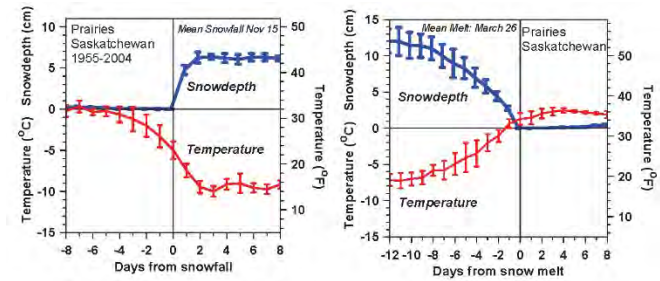 Prairies
Saskatchewan
1955-2004
Mean Snowfall Nov 15
Snowdepth
Temperature
Temperature (°C) Snowdepth (cm)
10
5
0
-5
-10
-15
50
40
30
20
10
Temperature (°F)
-8 -6 -4 -2 0 2 4 6 8
Days from snowfall
Mean Melt: March 26
Prairies
Saskatchewan
Snowdepth
Temperature
Temperature (°C) Snowdepth (cm)
15
10
5
0
-5
-10
-15
50
40
30
20
10
Temperature (°F)
-12 -10 -8 -6 -4 -2 0 2 4 6 8
Days from snow melt